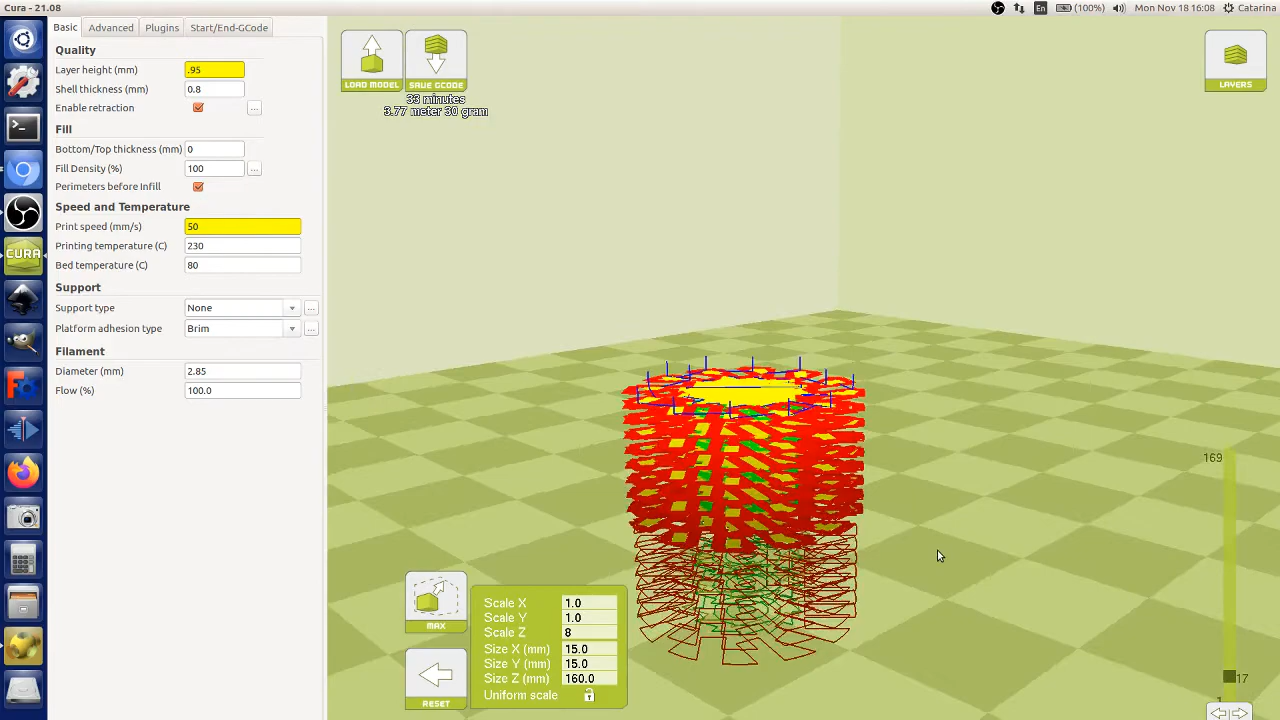 Cura - 21.08
En
(100%)
Mon Nov 18 16:08
Catarina
Basic
Advanced
Plugins
Start/End-GCode
Quality
Layer height (mm)
.95
Shell thickness (mm)
0.8
Enable retraction
...
Fill
Bottom/Top thickness (mm)
0
Fill Density (%)
100
...
Perimeters before Infill
Speed and Temperature
Print speed (mm/s)
50
Printing temperature (C)
230
Bed temperature (C)
80
Support
Support type
None
...
Platform adhesion type
Brim
...
Filament
Diameter (mm)
2.85
Flow (%)
100.0
CURA
LOAD MODEL
SAVE GCODE
33 minutes
3.77 meter 30 gram
LAYERS
169
17
1
MAX
RESET
Scale X
1.0
Scale Y
1.0
Scale Z
8
Size X (mm)
15.0
Size Y (mm)
15.0
Size Z (mm)
160.0
Uniform scale